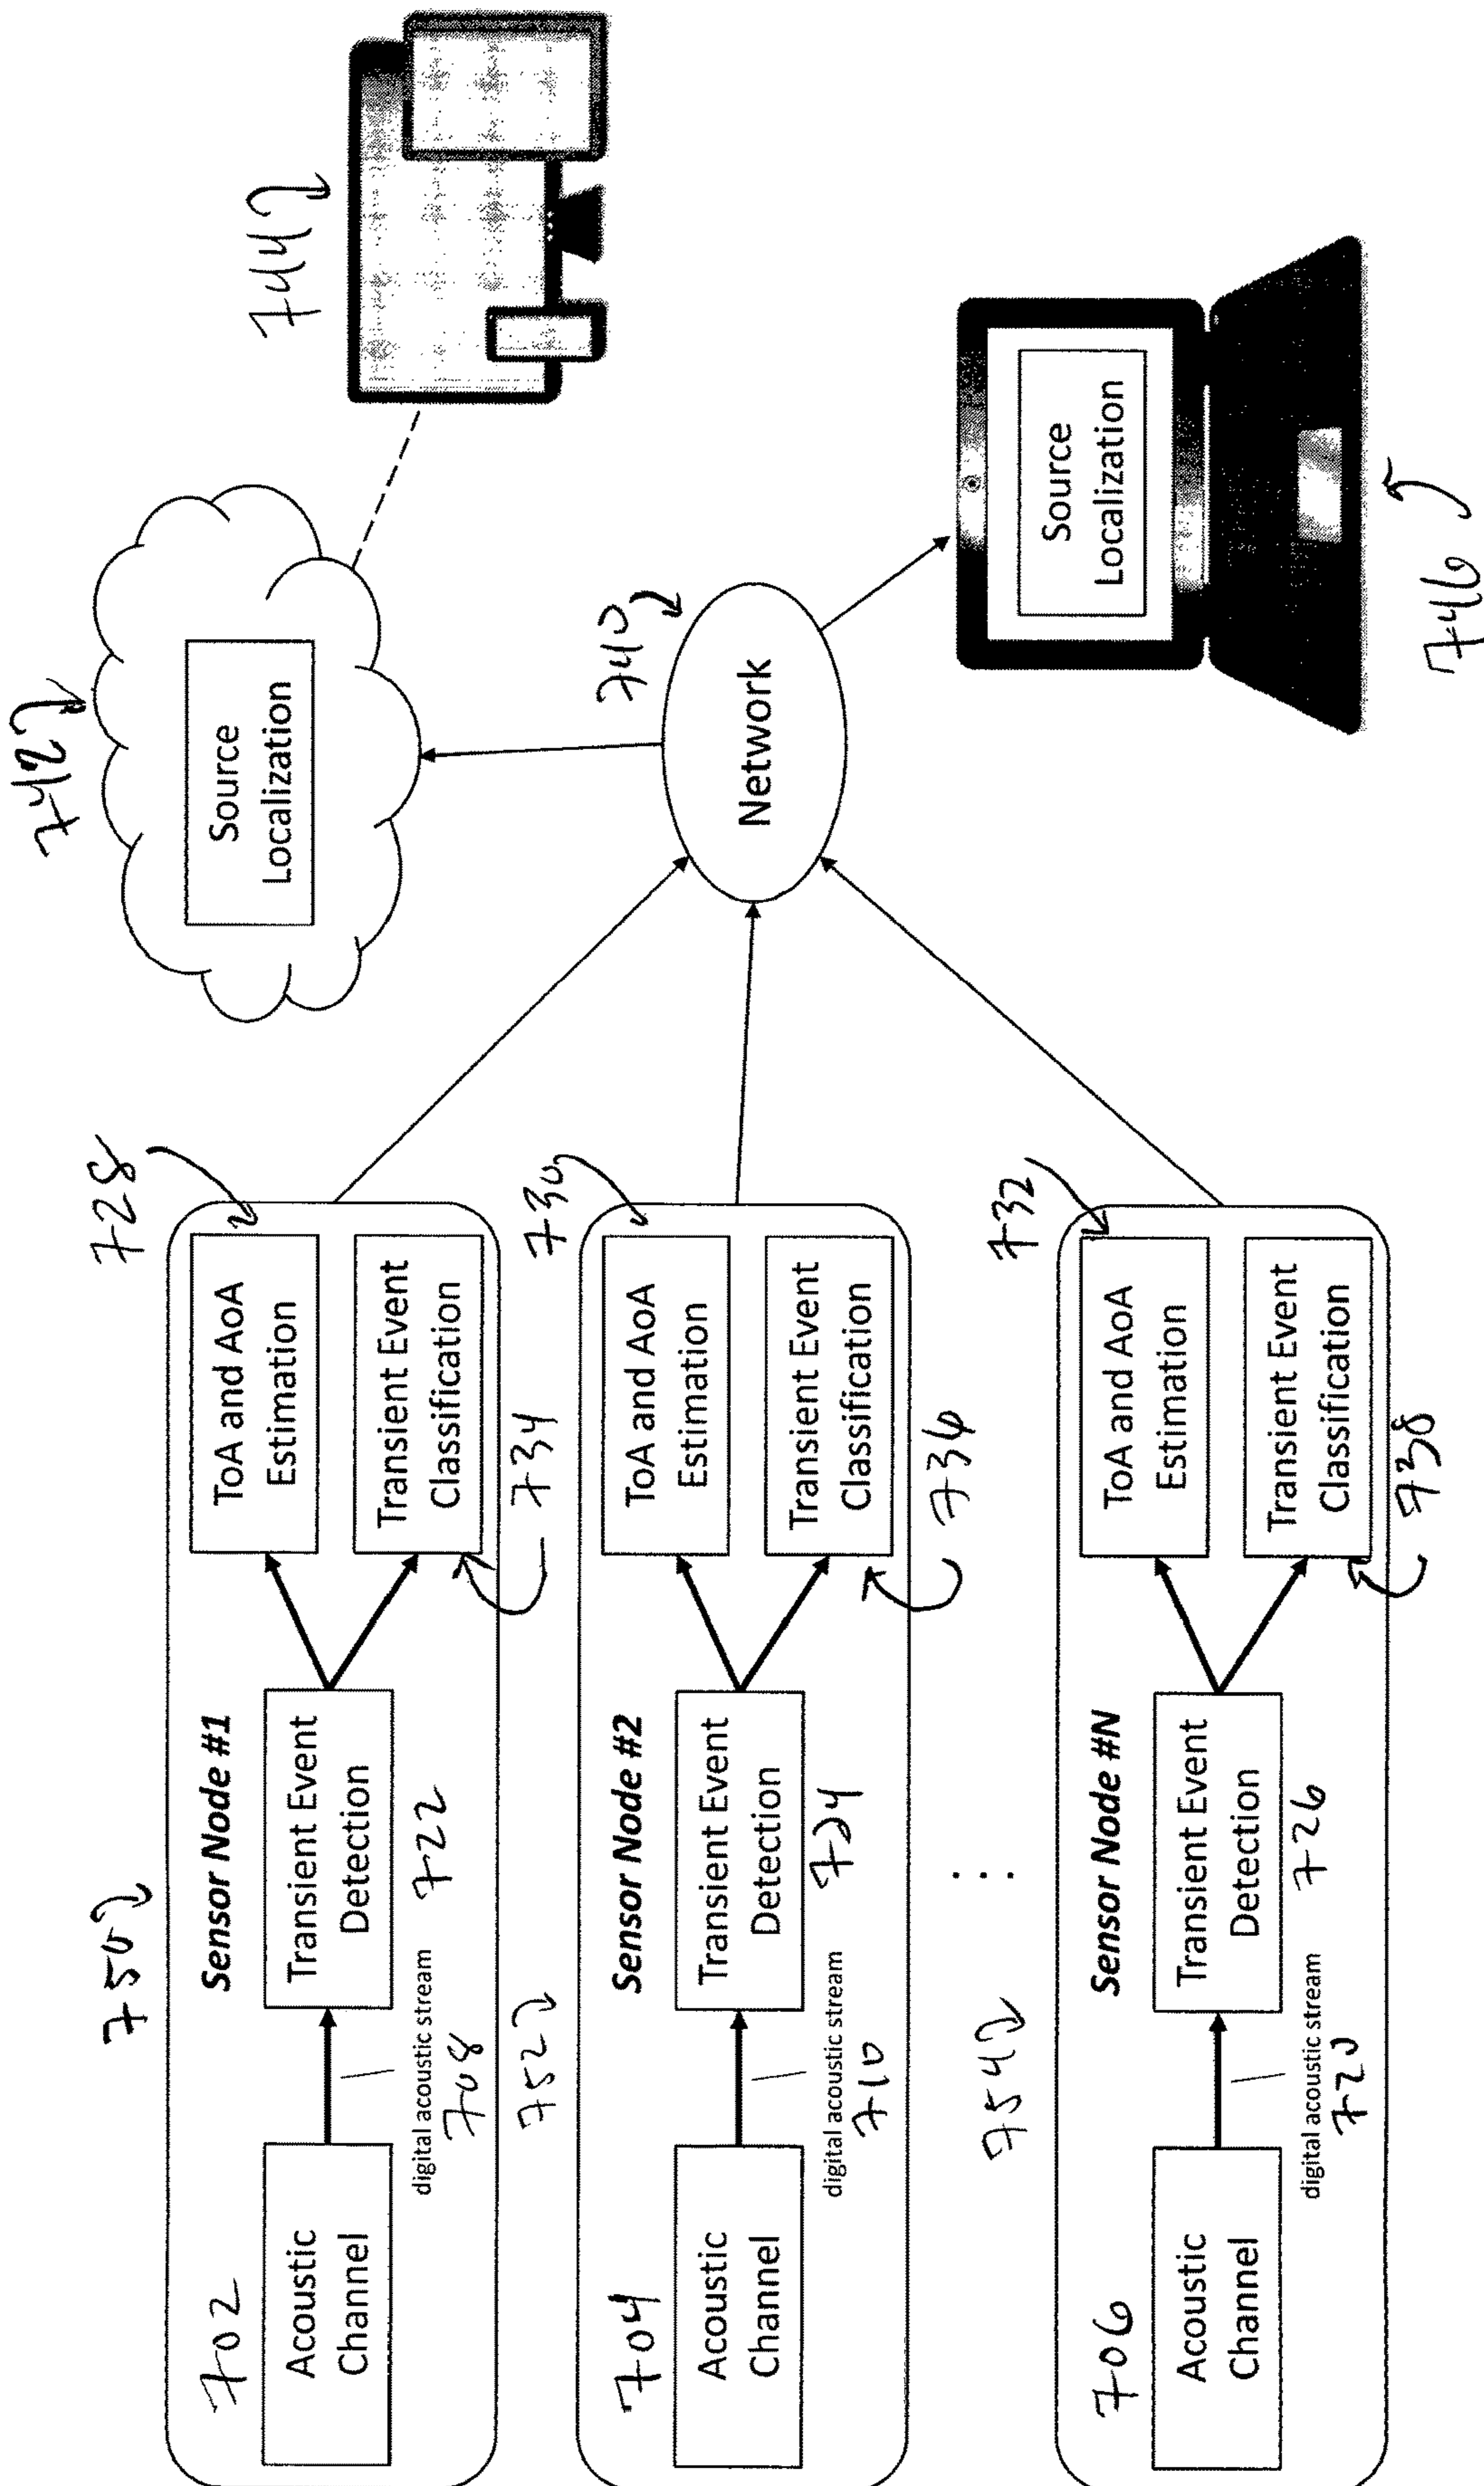 750
Sensor Node #1
702
Acoustic
Channel
digital acoustic stream
708
Transient Event
Detection
722
728
ToA and AoA
Estimation
Transient Event
Classification
734
752
Sensor Node #2
704
Acoustic
Channel
digital acoustic stream
710
Transient Event
Detection
724
730
ToA and AoA
Estimation
Transient Event
Classification
736
...
754
Sensor Node #N
706
Acoustic
Channel
digital acoustic stream
720
Transient Event
Detection
726
732
ToA and AoA
Estimation
Transient Event
Classification
738
740
Network
742
Source
Localization
744
Source
Localization
746